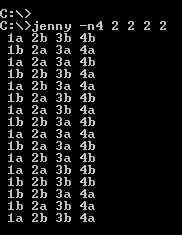 C:\>
C:\>jenny -n4 2 2 2 2
1a 2b 3b 4b
1b 2a 3a 4a
1b 2a 3b 4b
1a 2b 3a 4a
1a 2a 3a 4b
1b 2b 3b 4a
1a 2a 3b 4a
1b 2b 3a 4b
1b 2a 3a 4b
1a 2a 3b 4b
1b 2b 3a 4a
1a 2b 3a 4b
1a 2a 3a 4a
1b 2b 3b 4b
1b 2a 3b 4a
1a 2b 3b 4a